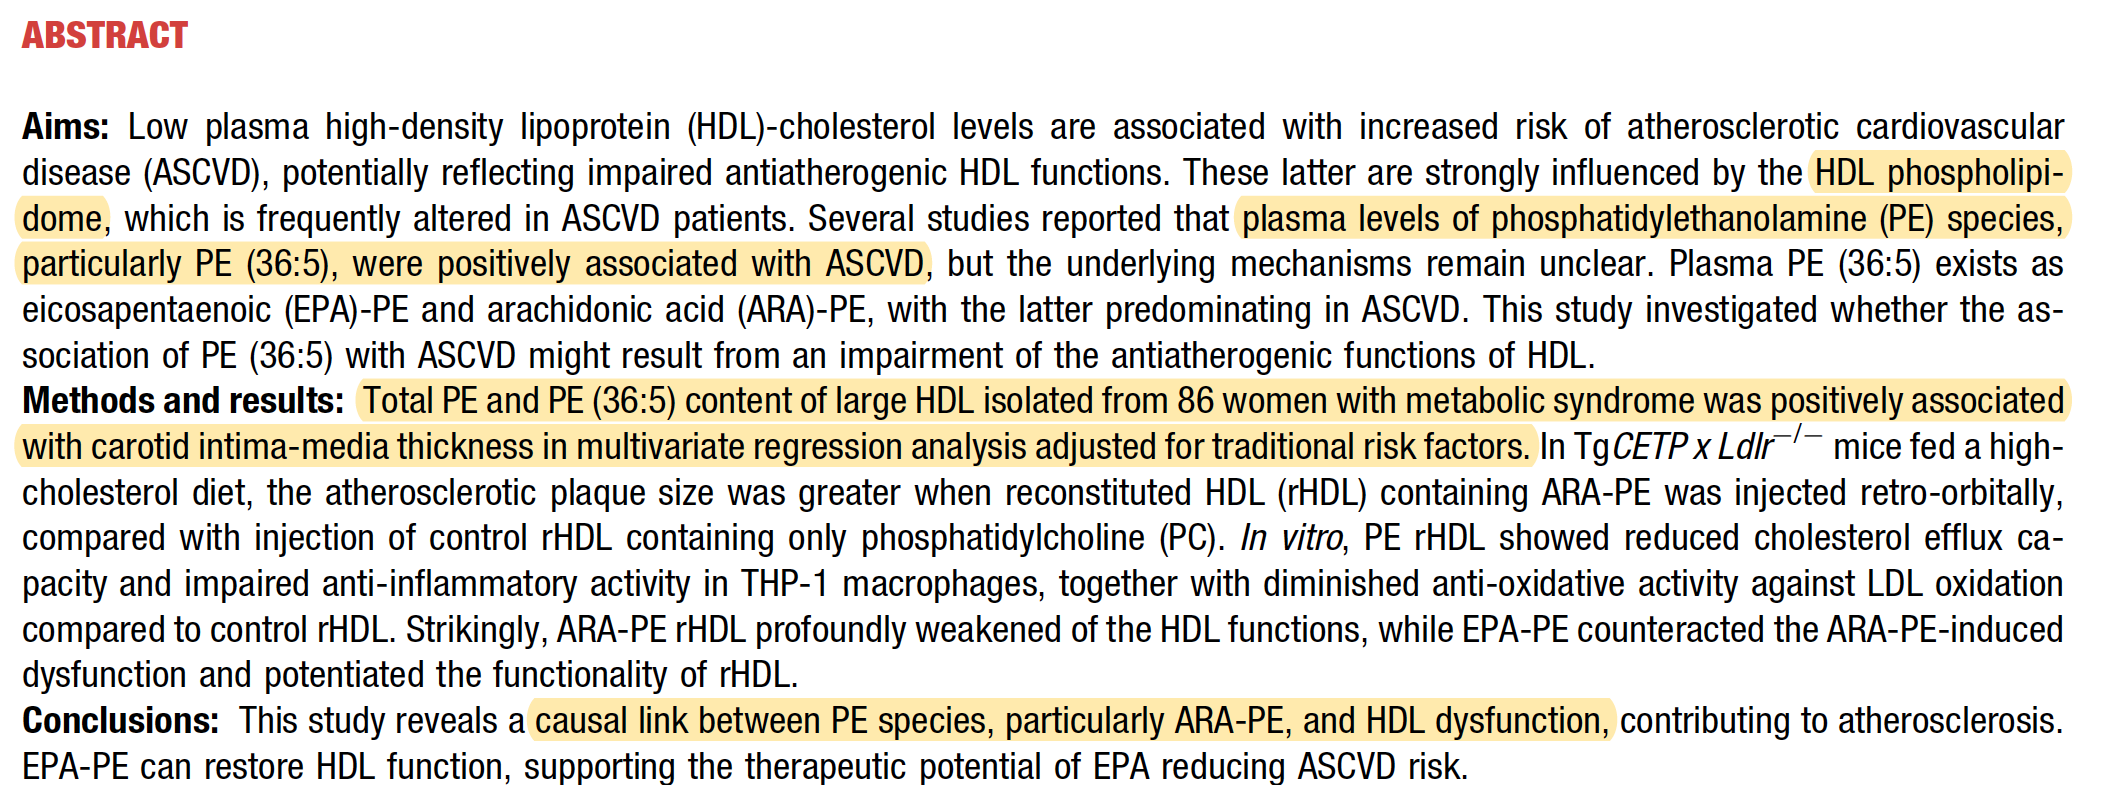 ABSTRACT
Aims: Low plasma high-density lipoprotein (HDL)-cholesterol levels are associated with increased risk of atherosclerotic cardiovascular
disease (ASCVD), potentially reflecting impaired antiatherogenic HDL functions. These latter are strongly influenced by the HDL phospholipi-
dome, which is frequently altered in ASCVD patients. Several studies reported that plasma levels of phosphatidylethanolamine (PE) species,
particularly PE (36:5), were positively associated with ASCVD, but the underlying mechanisms remain unclear. Plasma PE (36:5) exists as
eicosapentaenoic (EPA)-PE and arachidonic acid (ARA)-PE, with the latter predominating in ASCVD. This study investigated whether the as-
sociation of PE (36:5) with ASCVD might result from an impairment of the antiatherogenic functions of HDL.
Methods and results: Total PE and PE (36:5) content of large HDL isolated from 86 women with metabolic syndrome was positively associated
with carotid intima-media thickness in multivariate regression analysis adjusted for traditional risk factors. In TgCETP x Ldlr−/− mice fed a high-
cholesterol diet, the atherosclerotic plaque size was greater when reconstituted HDL (rHDL) containing ARA-PE was injected retro-orbitally,
compared with injection of control rHDL containing only phosphatidylcholine (PC). In vitro, PE rHDL showed reduced cholesterol efflux ca-
pacity and impaired anti-inflammatory activity in THP-1 macrophages, together with diminished anti-oxidative activity against LDL oxidation
compared to control rHDL. Strikingly, ARA-PE rHDL profoundly weakened of the HDL functions, while EPA-PE counteracted the ARA-PE-induced
dysfunction and potentiated the functionality of rHDL.
Conclusions: This study reveals a causal link between PE species, particularly ARA-PE, and HDL dysfunction, contributing to atherosclerosis.
EPA-PE can restore HDL function, supporting the therapeutic potential of EPA reducing ASCVD risk.